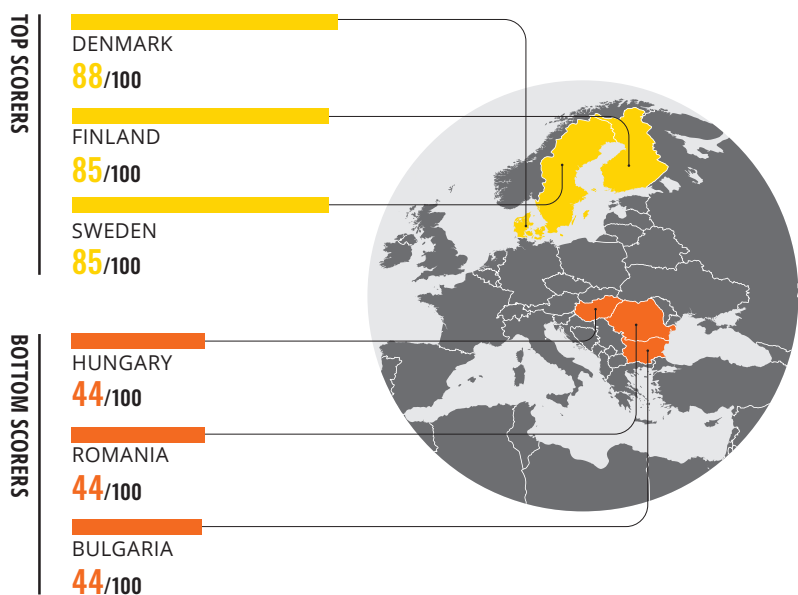 TOP SCORERS
DENMARK
88/100
FINLAND
85/100
SWEDEN
85/100
BOTTOM SCORERS
HUNGARY
44/100
ROMANIA
44/100
BULGARIA
44/100